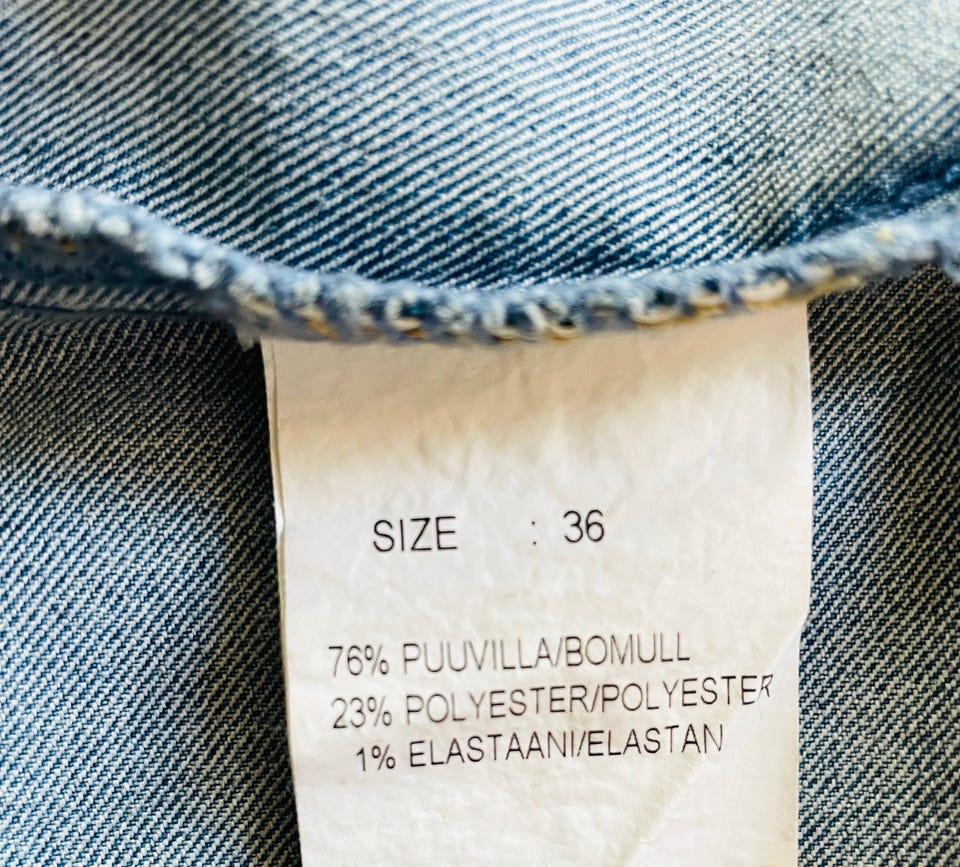 SIZE : 36
76% PUUVILLA/BOMULL
23% POLYESTER/POLYESTER
1% ELASTAANI/ELASTAN